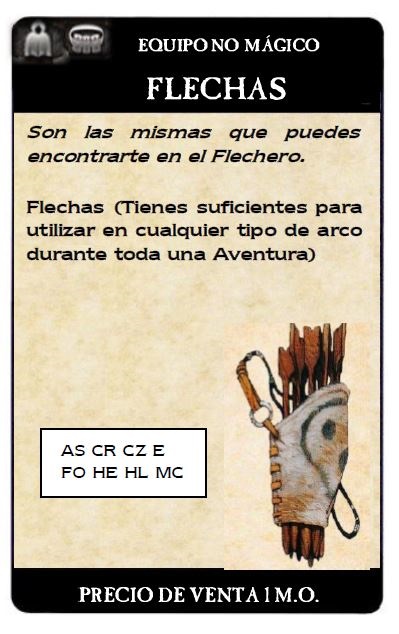 EQUIPO NO MÁGICO
FLECHAS
Son las mismas que puedes
encontrarte en el Flechero.
Flechas (Tienes suficientes para
utilizar en cualquier tipo de arco
durante toda una Aventura)
AS CR CZ E
FO HE HL MC
PRECIO DE VENTA 1 M.O.